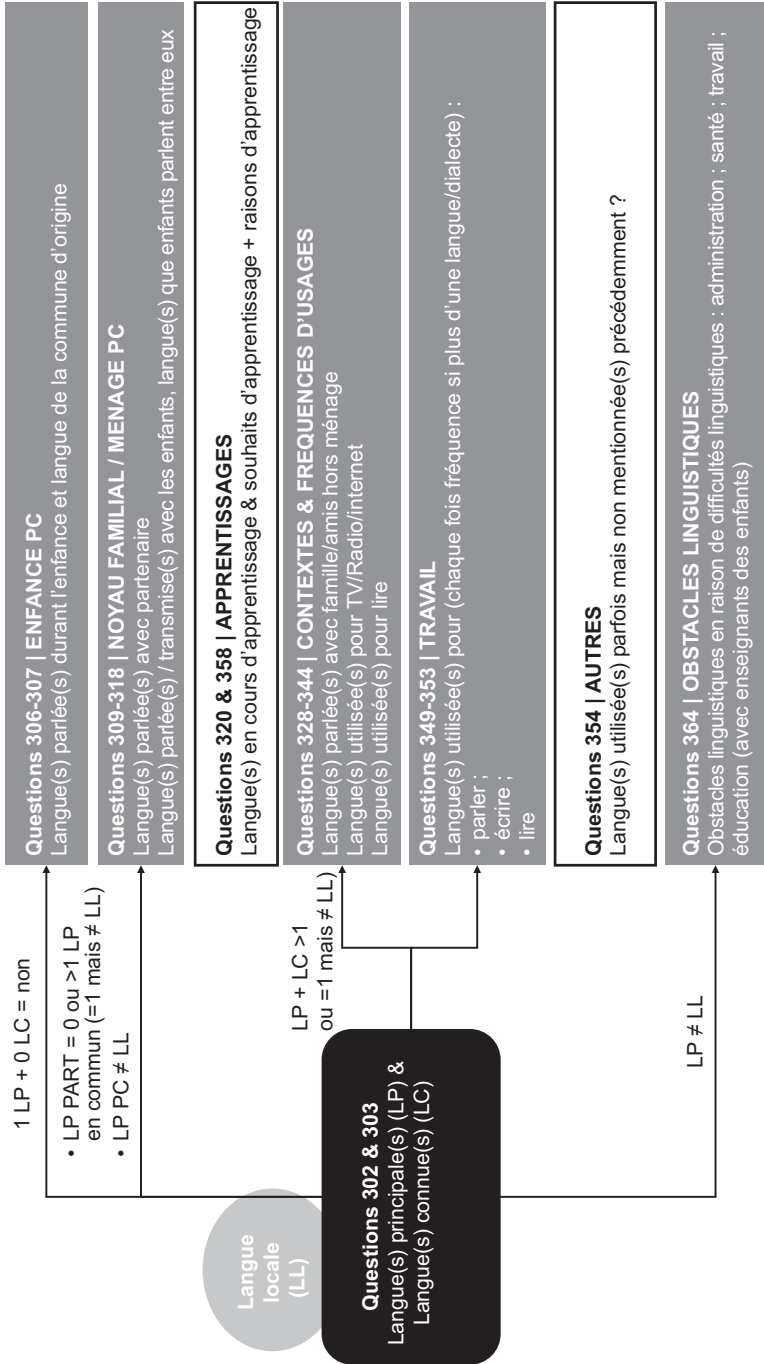 Langue
locale
(LL)
Questions 302 & 303
Langue(s) principale(s) (LP) &
Langue(s) connue(s) (LC)
1 LP + 0 LC = non
• LP PART = 0 ou >1 LP
en commun (=1 mais ≠ LL)
• LP PC ≠ LL
LP + LC >1
ou =1 mais ≠ LL)
LP ≠ LL
Questions 306-307 | ENFANCE PC
Langue(s) parlée(s) durant l'enfance et langue de la commune d'origine
Questions 309-318 | NOYAU FAMILIAL / MENAGE PC
Langue(s) parlée(s) avec partenaire
Langue(s) parlée(s) / transmise(s) avec les enfants, langue(s) que enfants parlent entre eux
Questions 320 & 358 | APPRENTISSAGES
Langue(s) en cours d'apprentissage & souhaits d'apprentissage + raisons d'apprentissage
Questions 328-344 | CONTEXTES & FREQUENCES D'USAGES
Langue(s) parlée(s) avec famille/amis hors ménage
Langue(s) utilisée(s) pour TV/Radio/internet
Langue(s) utilisée(s) pour lire
Questions 349-353 | TRAVAIL
Langue(s) utilisée(s) pour (chaque fois fréquence si plus d'une langue/dialecte) :
• parler ;
• écrire ;
• lire
Questions 354 | AUTRES
Langue(s) utilisée(s) parfois mais non mentionnée(s) précédemment ?
Questions 364 | OBSTACLES LINGUISTIQUES
Obstacles linguistiques en raison de difficultés linguistiques : administration ; santé ; travail ;
éducation (avec enseignants des enfants)